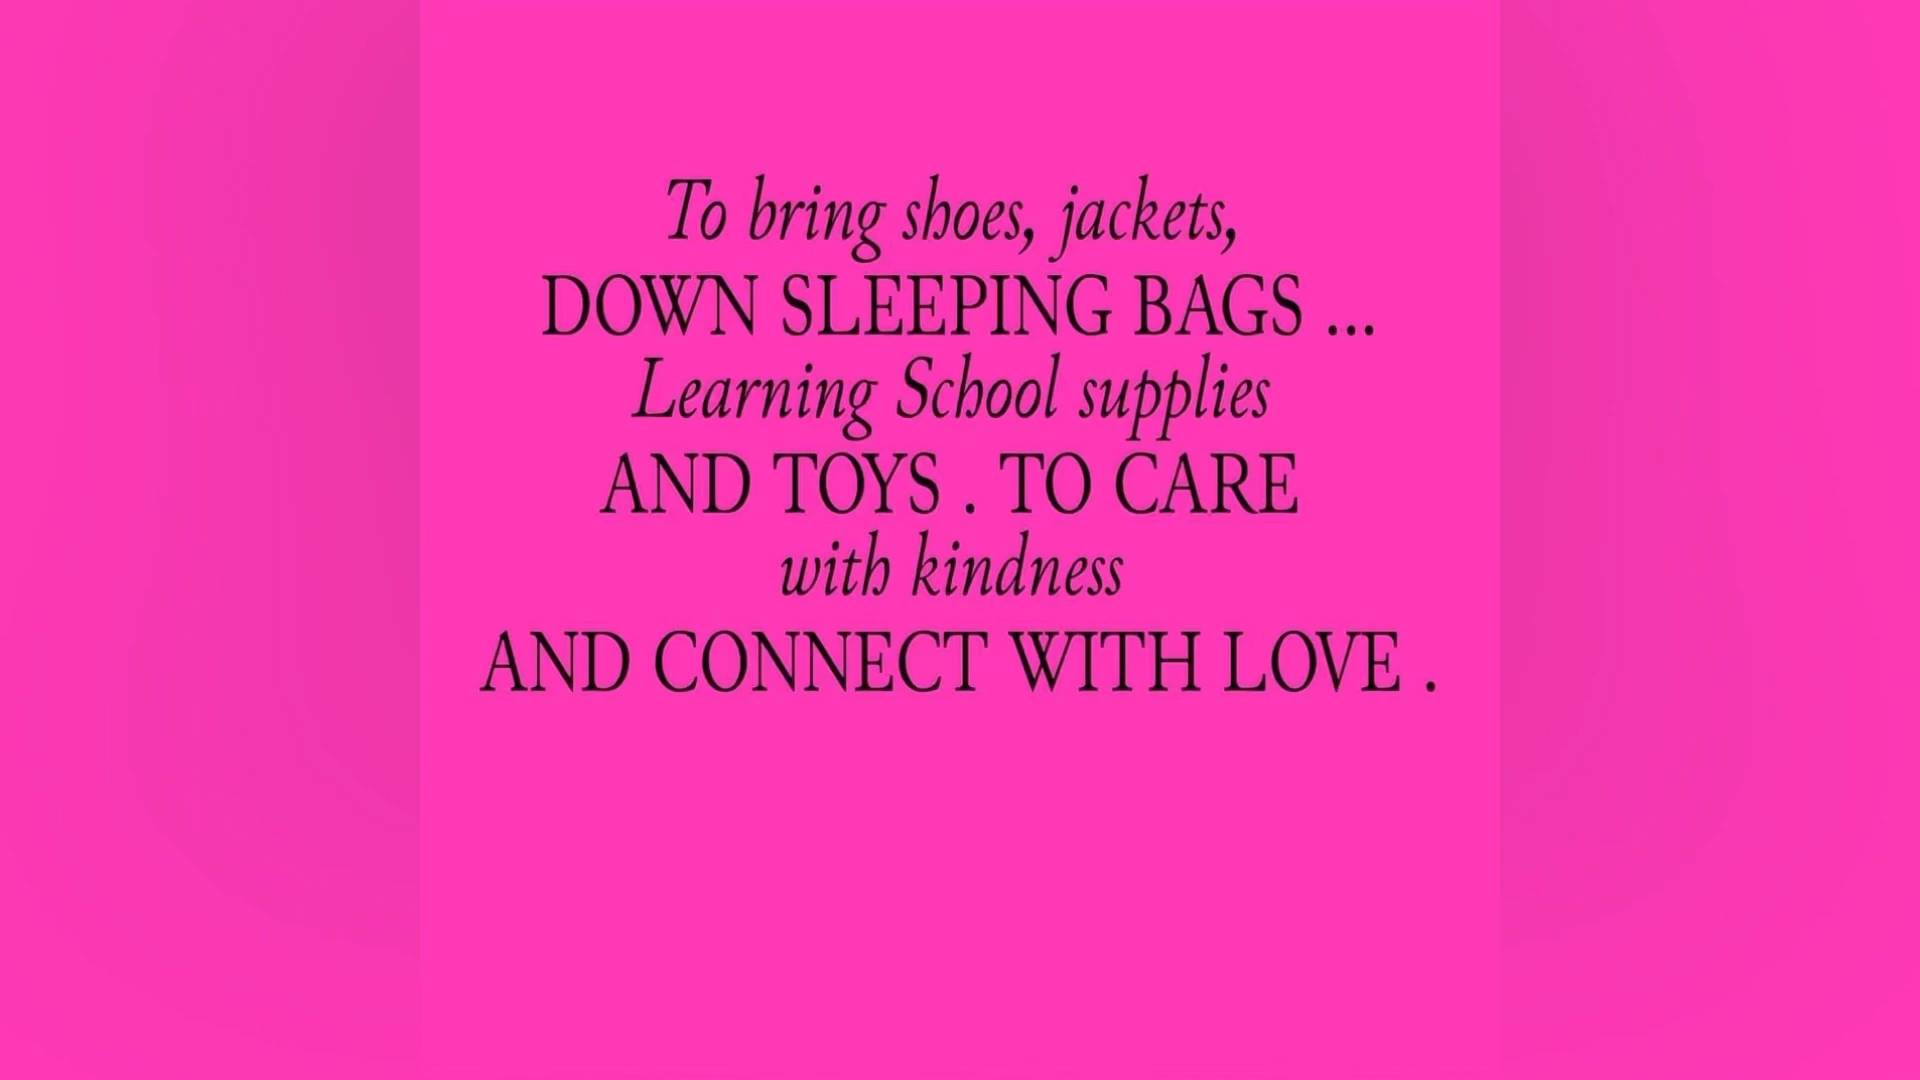 To bring shoes, jackets,
DOWN SLEEPING BAGS ...
Learning School supplies
AND TOYS . TO CARE
with kindness
AND CONNECT WITH LOVE .